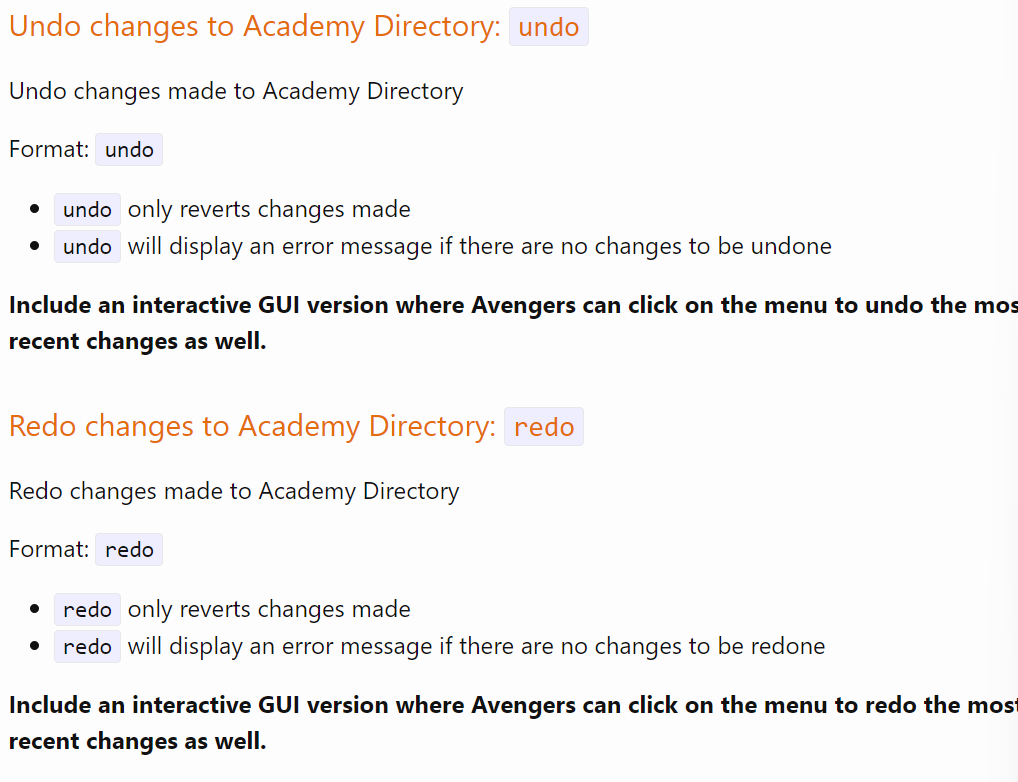 Undo changes to Academy Directory: undo
Undo changes made to Academy Directory
Format: undo
undo only reverts changes made
undo will display an error message if there are no changes to be undone
Include an interactive GUI version where Avengers can click on the menu to undo the mos
recent changes as well.
Redo changes to Academy Directory: redo
Redo changes made to Academy Directory
Format: redo
redo only reverts changes made
redo will display an error message if there are no changes to be redone
Include an interactive GUI version where Avengers can click on the menu to redo the most
recent changes as well.